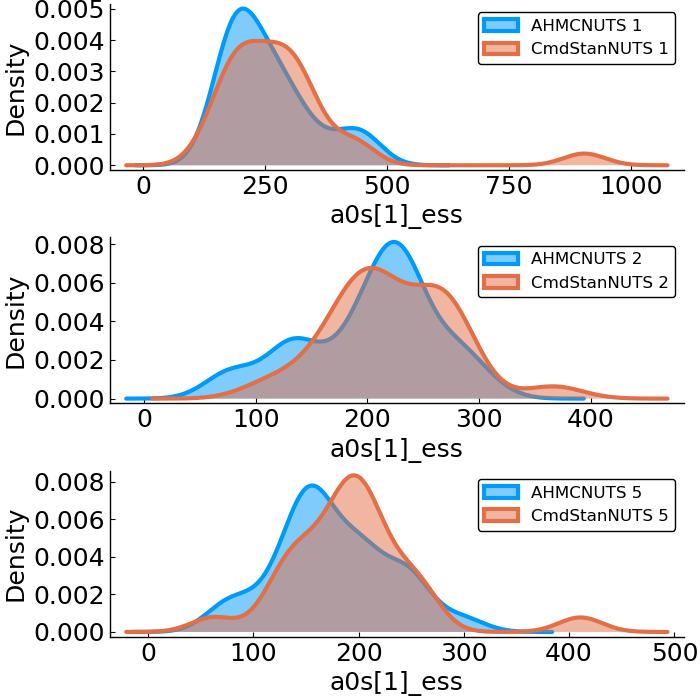 0.005
0.004
0.003
0.002
0.001
0.000
Density
AHMCNUTS 1
CmdStanNUTS 1
0 250 500 750 1000
a0s[1]_ess
0.008
0.006
0.004
0.002
0.000
Density
AHMCNUTS 2
CmdStanNUTS 2
0 100 200 300 400
a0s[1]_ess
0.008
0.006
0.004
0.002
0.000
Density
AHMCNUTS 5
CmdStanNUTS 5
0 100 200 300 400 500
a0s[1]_ess